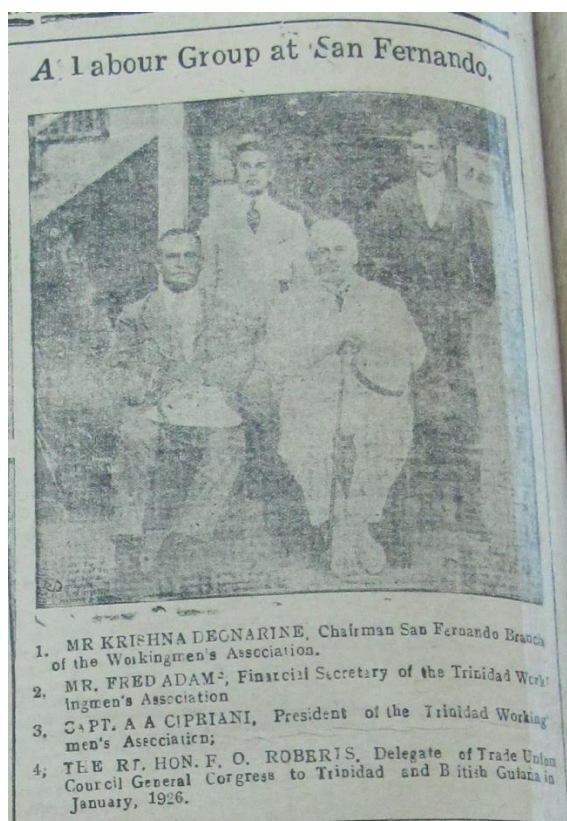 A Labour Group at San Fernando.
1. MR KRISHNA DEONARINE, Chairman San Fernando Branch
of the Workingmen's Association.
2, MR. FRED ADAMS, Financial Secretary of the Trinidad Work-
ingmen's Association
3, CAPT. A A CIPRIANI, President of the Trinidad Working
men's Association;
4, THE RT. HON. F. O. ROBERTS, Delegate of Trade Union
Council General Congress to Trinidad and British Guiana in
January, 1926.